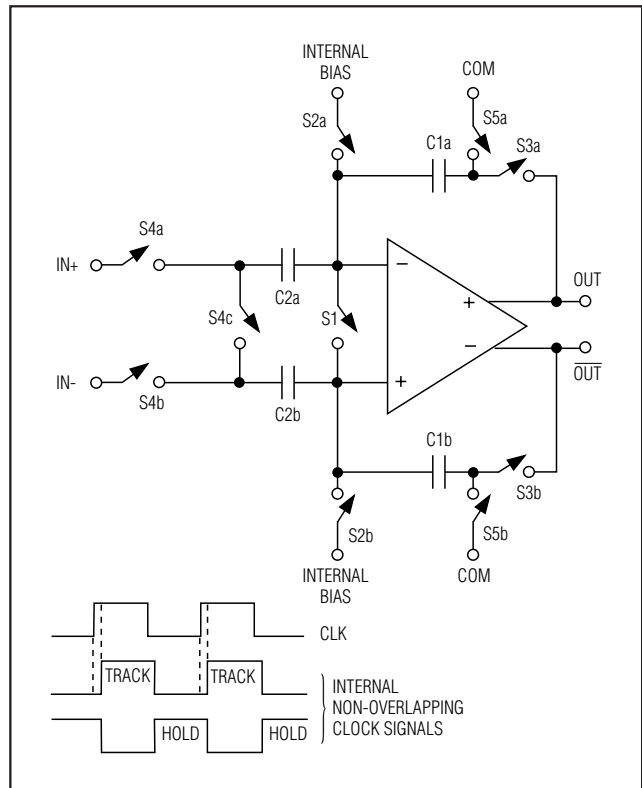 INTERNAL
BIAS
COM
S2a
C1a
S5a
S3a
S4a
IN+
C2a
−
OUT
S4c
S1
+
−
OUT
IN-
S4b
C2b
+
C1b
S2b
S5b
S3b
INTERNAL
BIAS
COM
CLK
TRACK
TRACK
HOLD
HOLD
INTERNAL
NON-OVERLAPPING
CLOCK SIGNALS